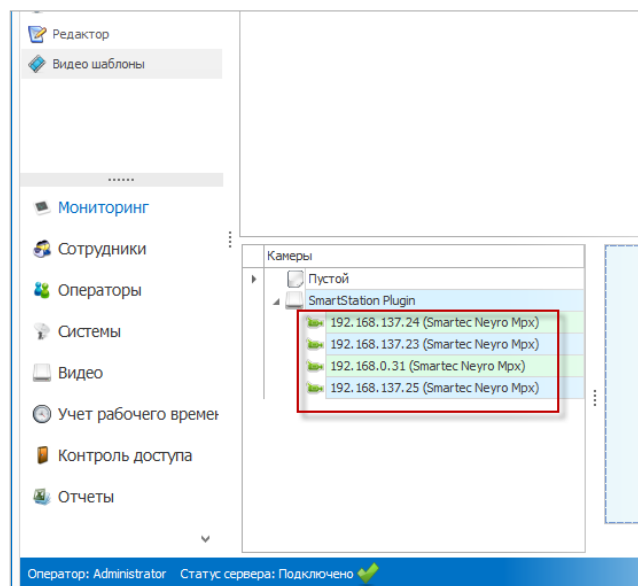 Редактор
Видео шаблоны
Мониторинг
Сотрудники
Операторы
Системы
Видео
Учет рабочего времен
Контроль доступа
Отчеты
Камеры
Пустой
SmartStation Plugin
192.168.137.24 (Smartec Neyro Mpx)
192.168.137.23 (Smartec Neyro Mpx)
192.168.0.31 (Smartec Neyro Mpx)
192.168.137.25 (Smartec Neyro Mpx)
Оператор: Administrator Статус сервера: Подключено